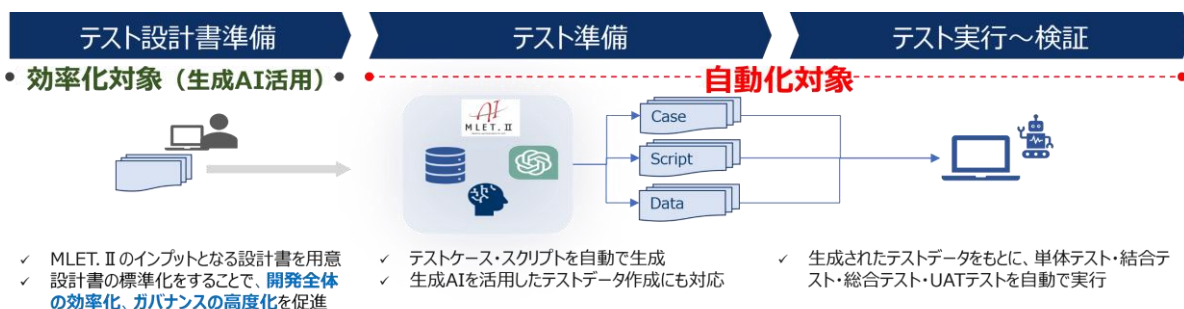 テスト設計書準備
テスト準備
テスト実行～検証
効率化対象（生成AI活用）
自動化対象
AI
MLET.Ⅱ
Case
Script
Data
✓ MLET.Ⅱのインプットとなる設計書を用意
✓ 設計書の標準化をすることで、開発全体
の効率化、ガバナンスの高度化を促進
✓ テストケース・スクリプトを自動で生成
✓ 生成AIを活用したテストデータ作成にも対応
✓ 生成されたテストデータをもとに、単体テスト・結合テ
スト・総合テスト・UATテストを自動で実行